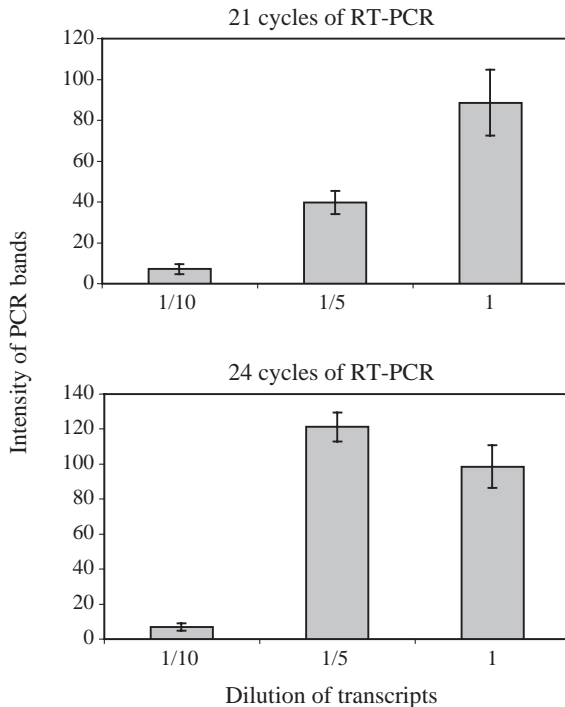 21 cycles of RT-PCR
120
100
80
60
40
20
0
1/10 1/5 1
Intensity of PCR bands
24 cycles of RT-PCR
140
120
100
80
60
40
20
0
1/10 1/5 1
Dilution of transcripts